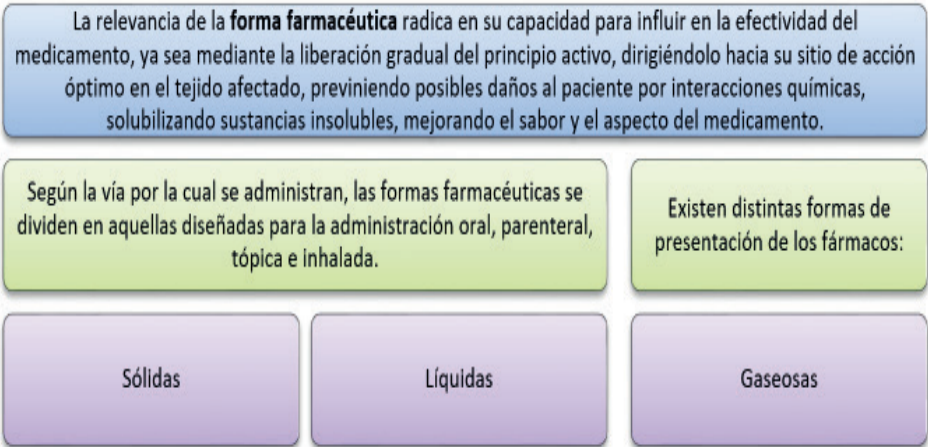 La relevancia de la forma farmacéutica radica en su capacidad para influir en la efectividad del
medicamento, ya sea mediante la liberación gradual del principio activo, dirigiéndolo hacia su sitio de acción
óptimo en el tejido afectado, previniendo posibles daños al paciente por interacciones químicas,
solubilizando sustancias insolubles, mejorando el sabor y el aspecto del medicamento.
Según la vía por la cual se administran, las formas farmacéuticas se
dividen en aquellas diseñadas para la administración oral, parenteral,
tópica e inhalada.
Existen distintas formas de
presentación de los fármacos:
Sólidas
Líquidas
Gaseosas